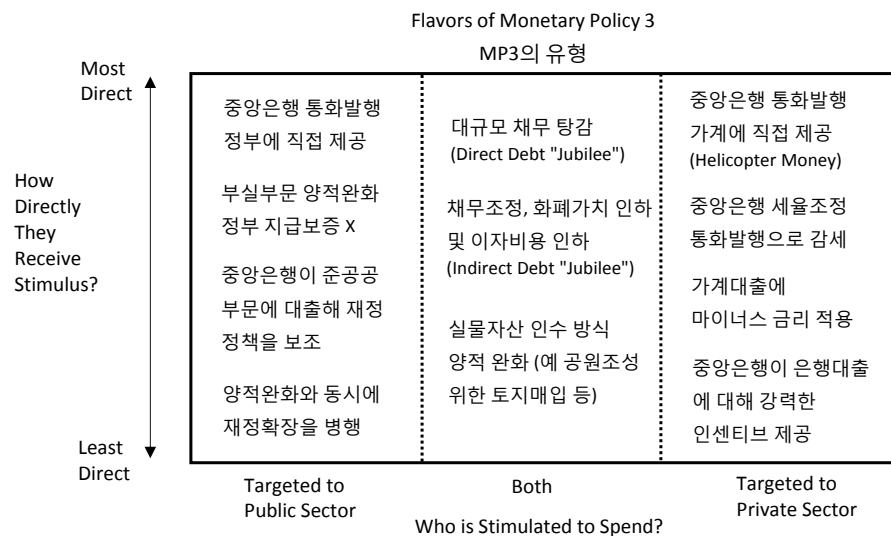 Flavors of Monetary Policy 3
MP3의 유형
Most
Direct
How
Directly
They
Receive
Stimulus?
Least
Direct
중앙은행 통화발행
정부에 직접 제공
부실부문 양적완화
정부 지급보증 X
중앙은행이 준공공
부문에 대출해 재정
정책을 보조
양적완화와 동시에
재정확장을 병행
대규모 채무 탕감
(Direct Debt "Jubilee")
채무조정, 화폐가치 인하
및 이자비용 인하
(Indirect Debt "Jubilee")
실물자산 인수 방식
양적 완화 (예 공원조성
위한 토지매입 등)
중앙은행 통화발행
가계에 직접 제공
(Helicopter Money)
중앙은행 세율조정
통화발행으로 감세
가계대출에
마이너스 금리 적용
중앙은행이 은행대출
에 대해 강력한
인센티브 제공
Targeted to
Public Sector
Both
Targeted to
Private Sector
Who is Stimulated to Spend?